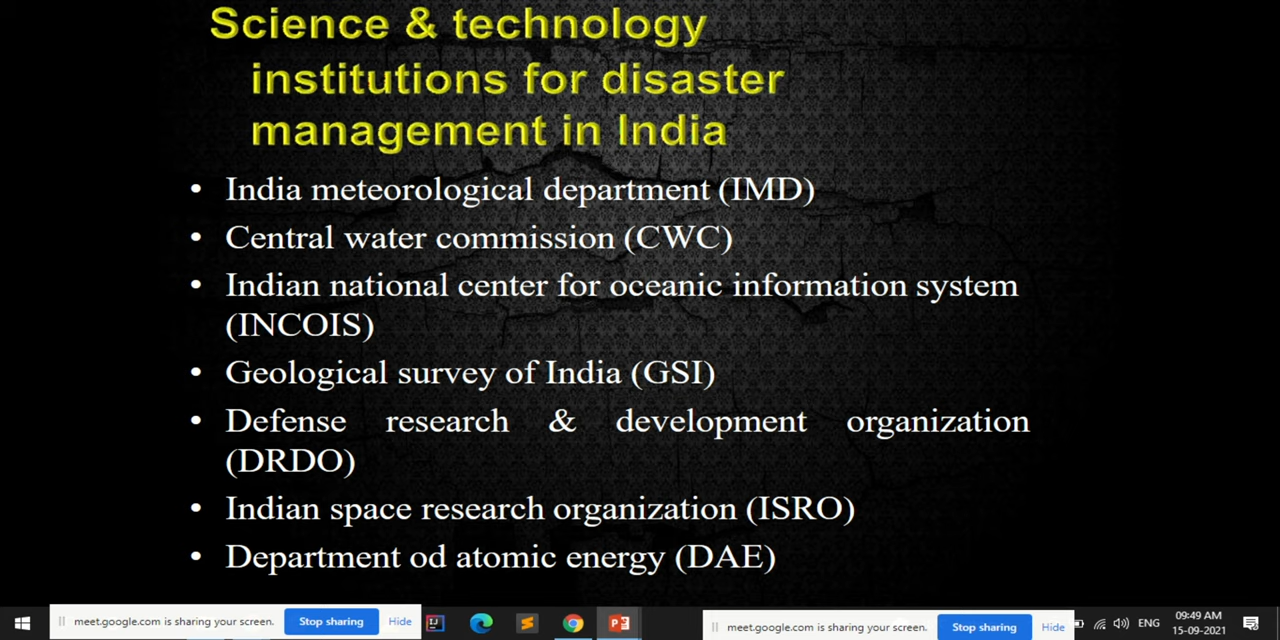 Science & technology
institutions for disaster
management in India
• India meteorological department (IMD)
• Central water commission (CWC)
• Indian national center for oceanic information system
(INCOIS)
• Geological survey of India (GSI)
• Defense research & development organization
(DRDO)
• Indian space research organization (ISRO)
• Department od atomic energy (DAE)
meet.google.com is sharing your screen. Stop sharing Hide
meet.google.com is sharing your screen. Stop sharing Hide
ENG
09:49 AM
15-09-2021